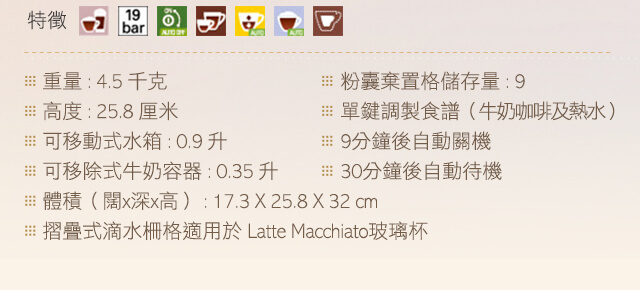 特徵
19 bar
AUTO OFF
AUTO
AUTO
重量 : 4.5 千克
粉囊棄置格儲存量 : 9
高度 : 25.8 厘米
單鍵調製食譜（牛奶咖啡及熱水）
可移動式水箱 : 0.9 升
9分鐘後自動關機
可移除式牛奶容器 : 0.35 升
30分鐘後自動待機
體積（闊x深x高）: 17.3 X 25.8 X 32 cm
摺疊式滴水柵格適用於 Latte Macchiato玻璃杯